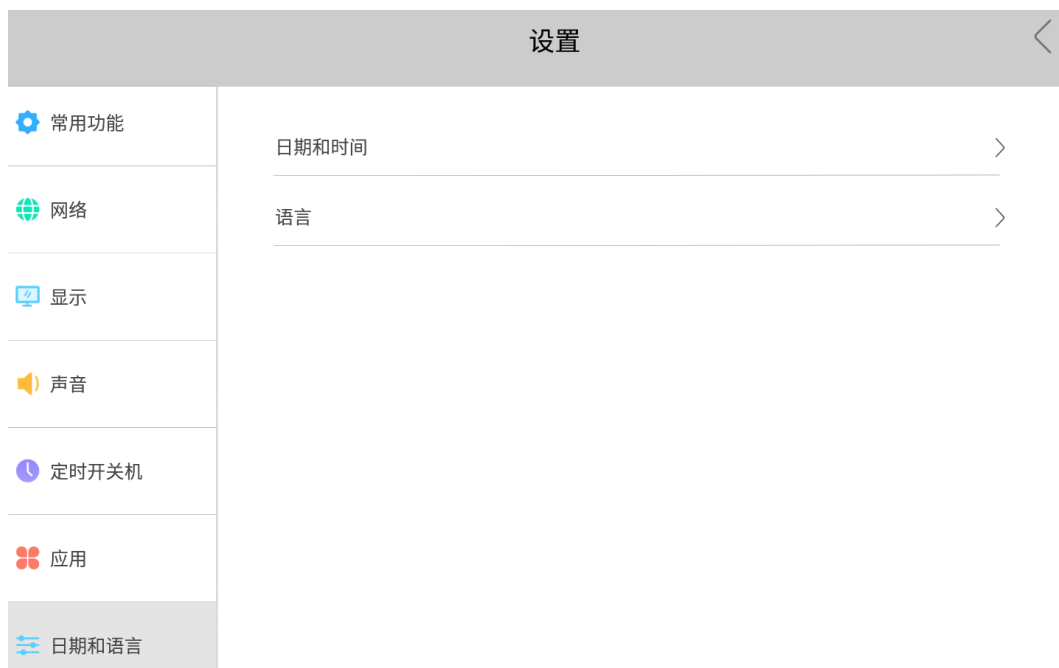 设置
常用功能
网络
显示
声音
定时开关机
应用
日期和语言
日期和时间
语言